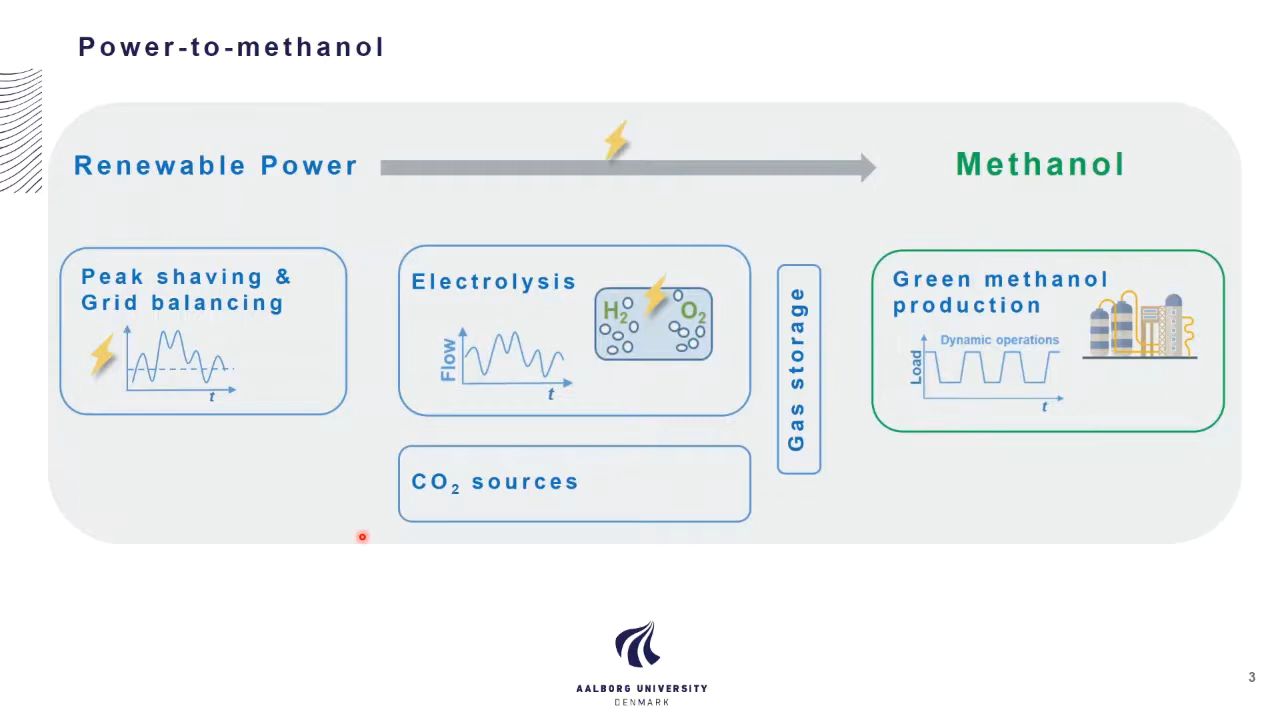 Power-to-methanol
Renewable Power
Methanol
Peak shaving &
Grid balancing
t
Electrolysis
H2
O2
Flow
t
CO2 sources
Gas storage
Green methanol
production
Dynamic operations
Load
t
AALBORG UNIVERSITY
DENMARK
3